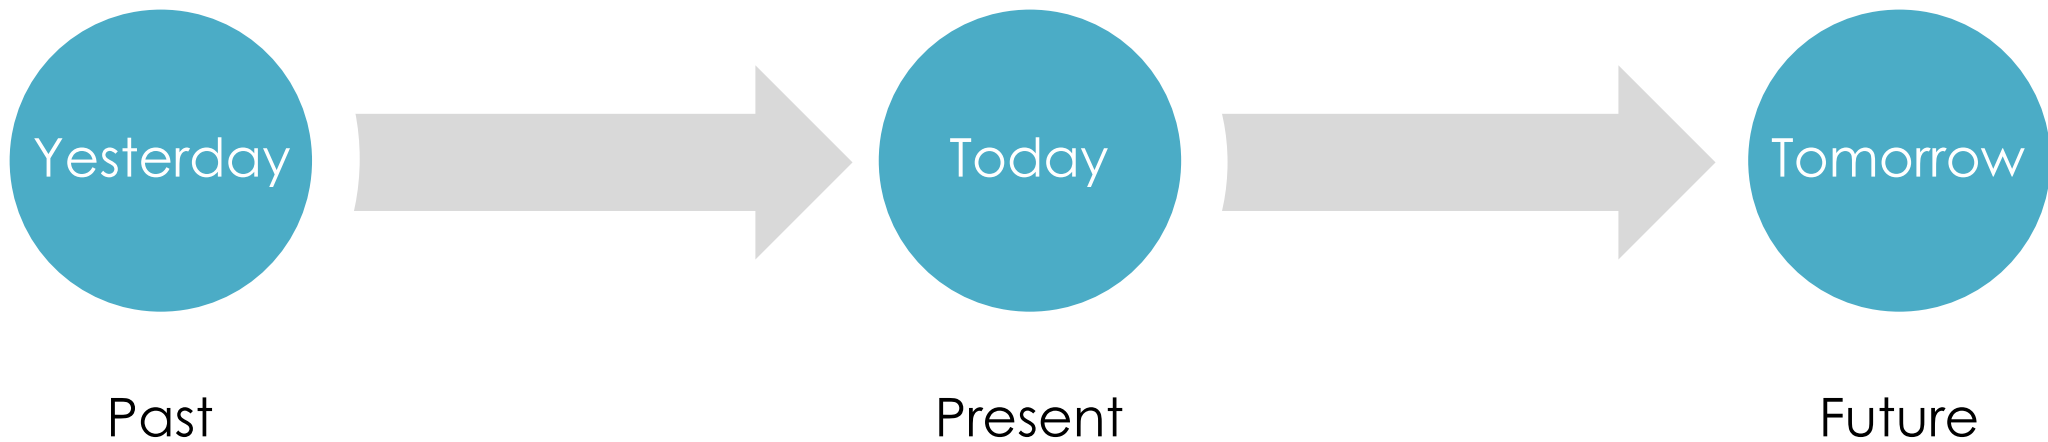 Yesterday
Today
Tomorrow
Past
Present
Future